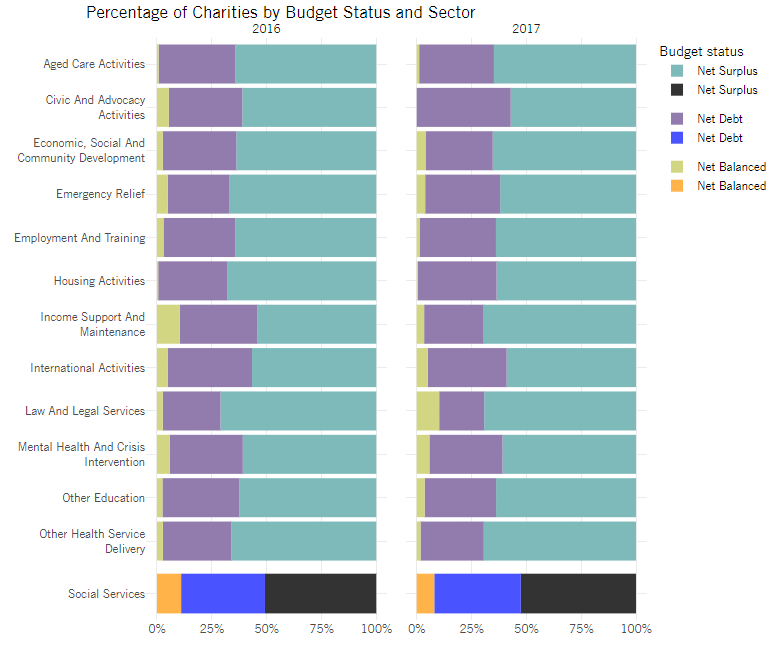 Percentage of Charities by Budget Status and Sector
2016
2017
Budget status
Net Surplus
Net Surplus
Net Debt
Net Debt
Net Balanced
Net Balanced
Aged Care Activities
Civic And Advocacy
Activities
Economic, Social And
Community Development
Emergency Relief
Employment And Training
Housing Activities
Income Support And
Maintenance
International Activities
Law And Legal Services
Mental Health And Crisis
Intervention
Other Education
Other Health Service
Delivery
Social Services
0% 25% 50% 75% 100%
0% 25% 50% 75% 100%